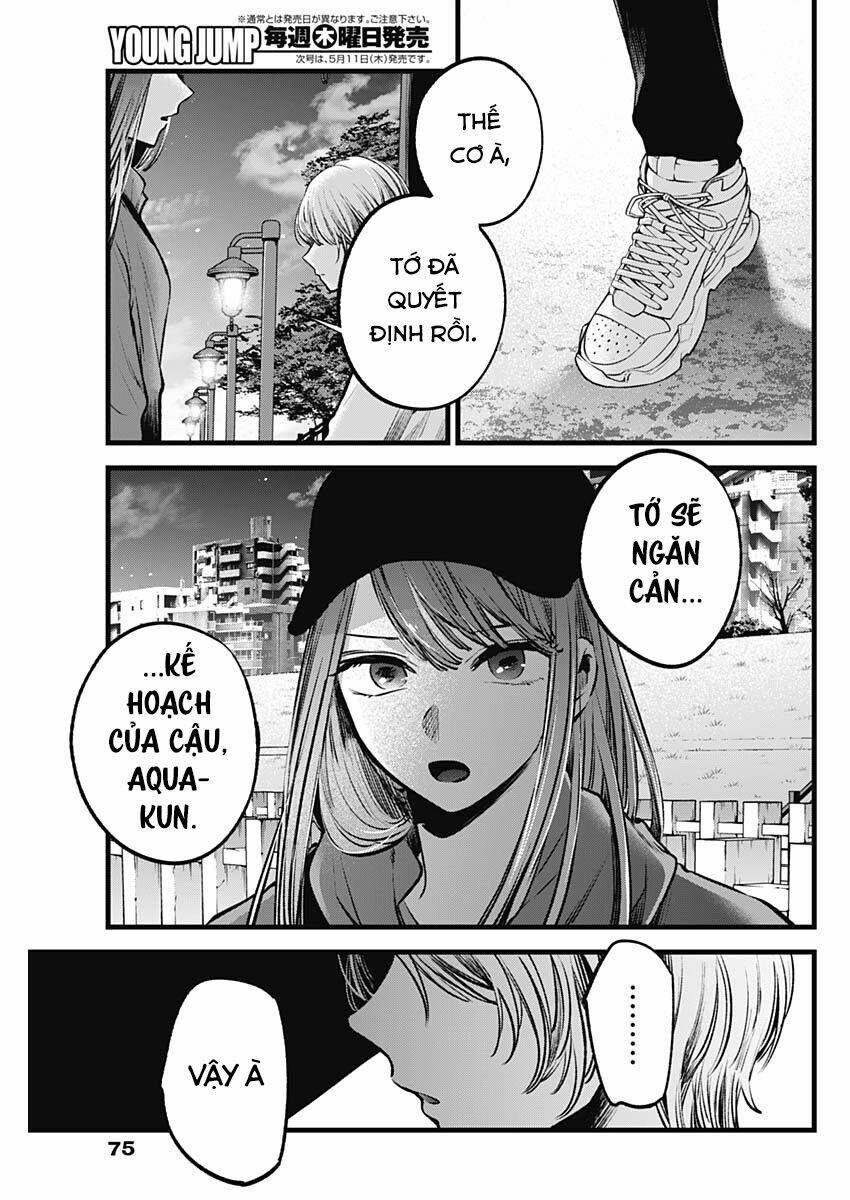 ※通常とは発売日が異なります。ご注意下さい。
YOUNG JUMP 毎週木曜日発売
次号は、5月11日(木)発売です。
THẾ
CƠ À,
TỚ ĐÃ
QUYẾT
ĐỊNH RỒI.
TỚ SẼ
NGĂN
CẢN...
...KẾ
HOẠCH
CỦA CẬU,
AQUA-
KUN.
………
VẬY À
75